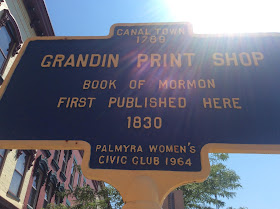 CANAL TOWN
1789
GRANDIN PRINT SHOP
BOOK OF MORMON
FIRST PUBLISHED HERE
1830
PALMYRA WOMEN'S
CIVIC CLUB 1964